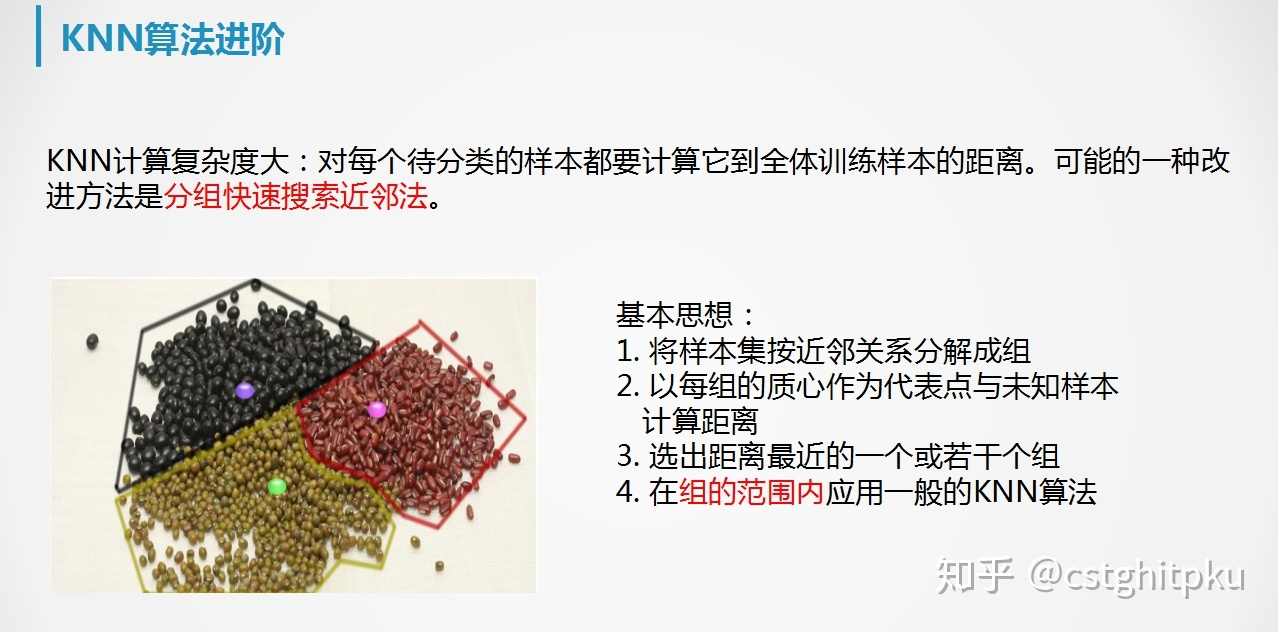 KNN算法进阶
KNN计算复杂度大：对每个待分类的样本都要计算它到全体训练样本的距离。可能的一种改
进方法是分组快速搜索近邻法。
基本思想：
1. 将样本集按近邻关系分解成组
2. 以每组的质心作为代表点与未知样本
计算距离
3. 选出距离最近的一个或若干个组
4. 在组的范围内应用一般的KNN算法
知乎 @cstghitpku